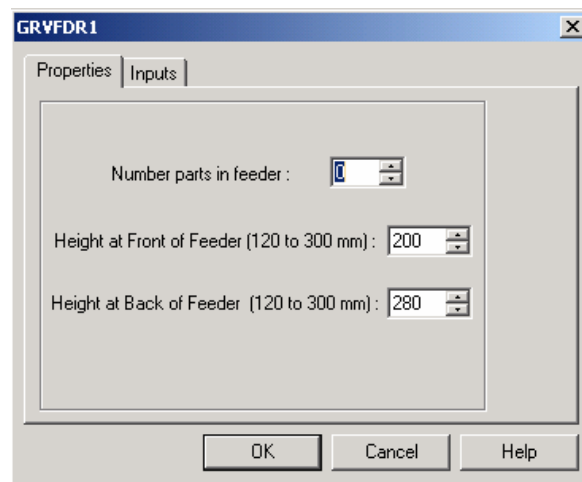 GRVFDR1
Properties Inputs
Number parts in feeder : 0
Height at Front of Feeder (120 to 300 mm) : 200
Height at Back of Feeder (120 to 300 mm) : 280
OK Cancel Help